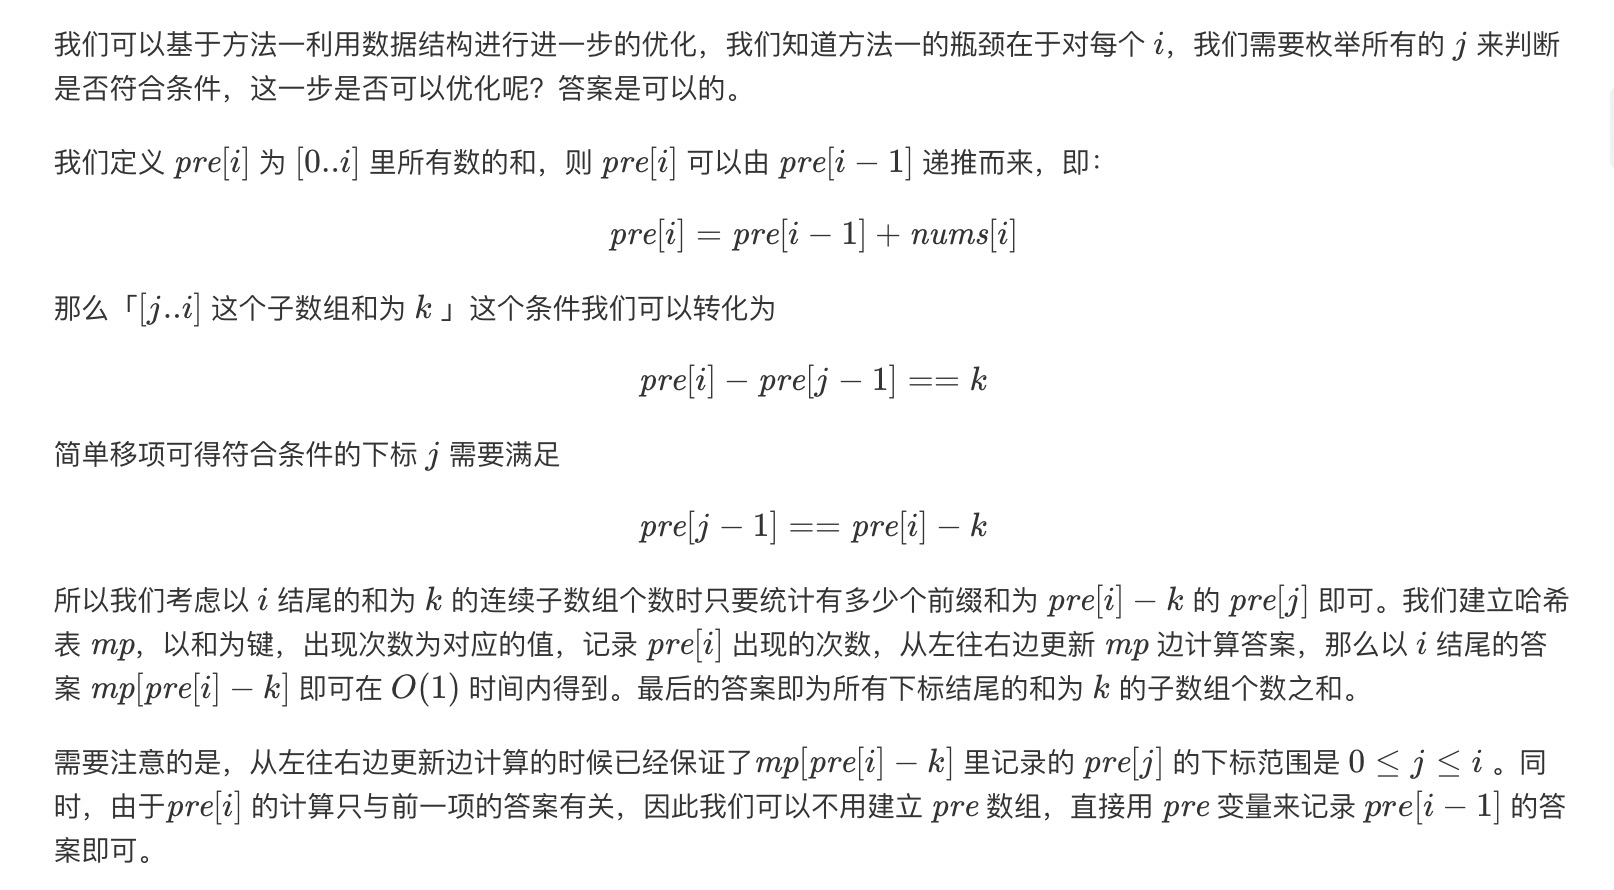 我们可以基于方法一利用数据结构进行进一步的优化，我们知道方法一的瓶颈在于对每个 i，我们需要枚举所有的 j 来判断
是否符合条件，这一步是否可以优化呢？答案是可以的。
我们定义 pre[i] 为 [0..i] 里所有数的和，则 pre[i] 可以由 pre[i − 1] 递推而来，即：
pre[i] = pre[i − 1] + nums[i]
那么「[j..i] 这个子数组和为 k 」这个条件我们可以转化为
pre[i] − pre[j − 1] == k
简单移项可得符合条件的下标 j 需要满足
pre[j − 1] == pre[i] − k
所以我们考虑以 i 结尾的和为 k 的连续子数组个数时只要统计有多少个前缀和为 pre[i] − k 的 pre[j] 即可。我们建立哈希
表 mp，以和为键，出现次数为对应的值，记录 pre[i] 出现的次数，从左往右边更新 mp 边计算答案，那么以 i 结尾的答
案 mp[pre[i] − k] 即可在 O(1) 时间内得到。最后的答案即为所有下标结尾的和为 k 的子数组个数之和。
需要注意的是，从左往右边更新边计算的时候已经保证了mp[pre[i] − k] 里记录的 pre[j] 的下标范围是 0 ≤ j ≤ i 。同
时，由于pre[i] 的计算只与前一项的答案有关，因此我们可以不用建立 pre 数组，直接用 pre 变量来记录 pre[i − 1] 的答
案即可。